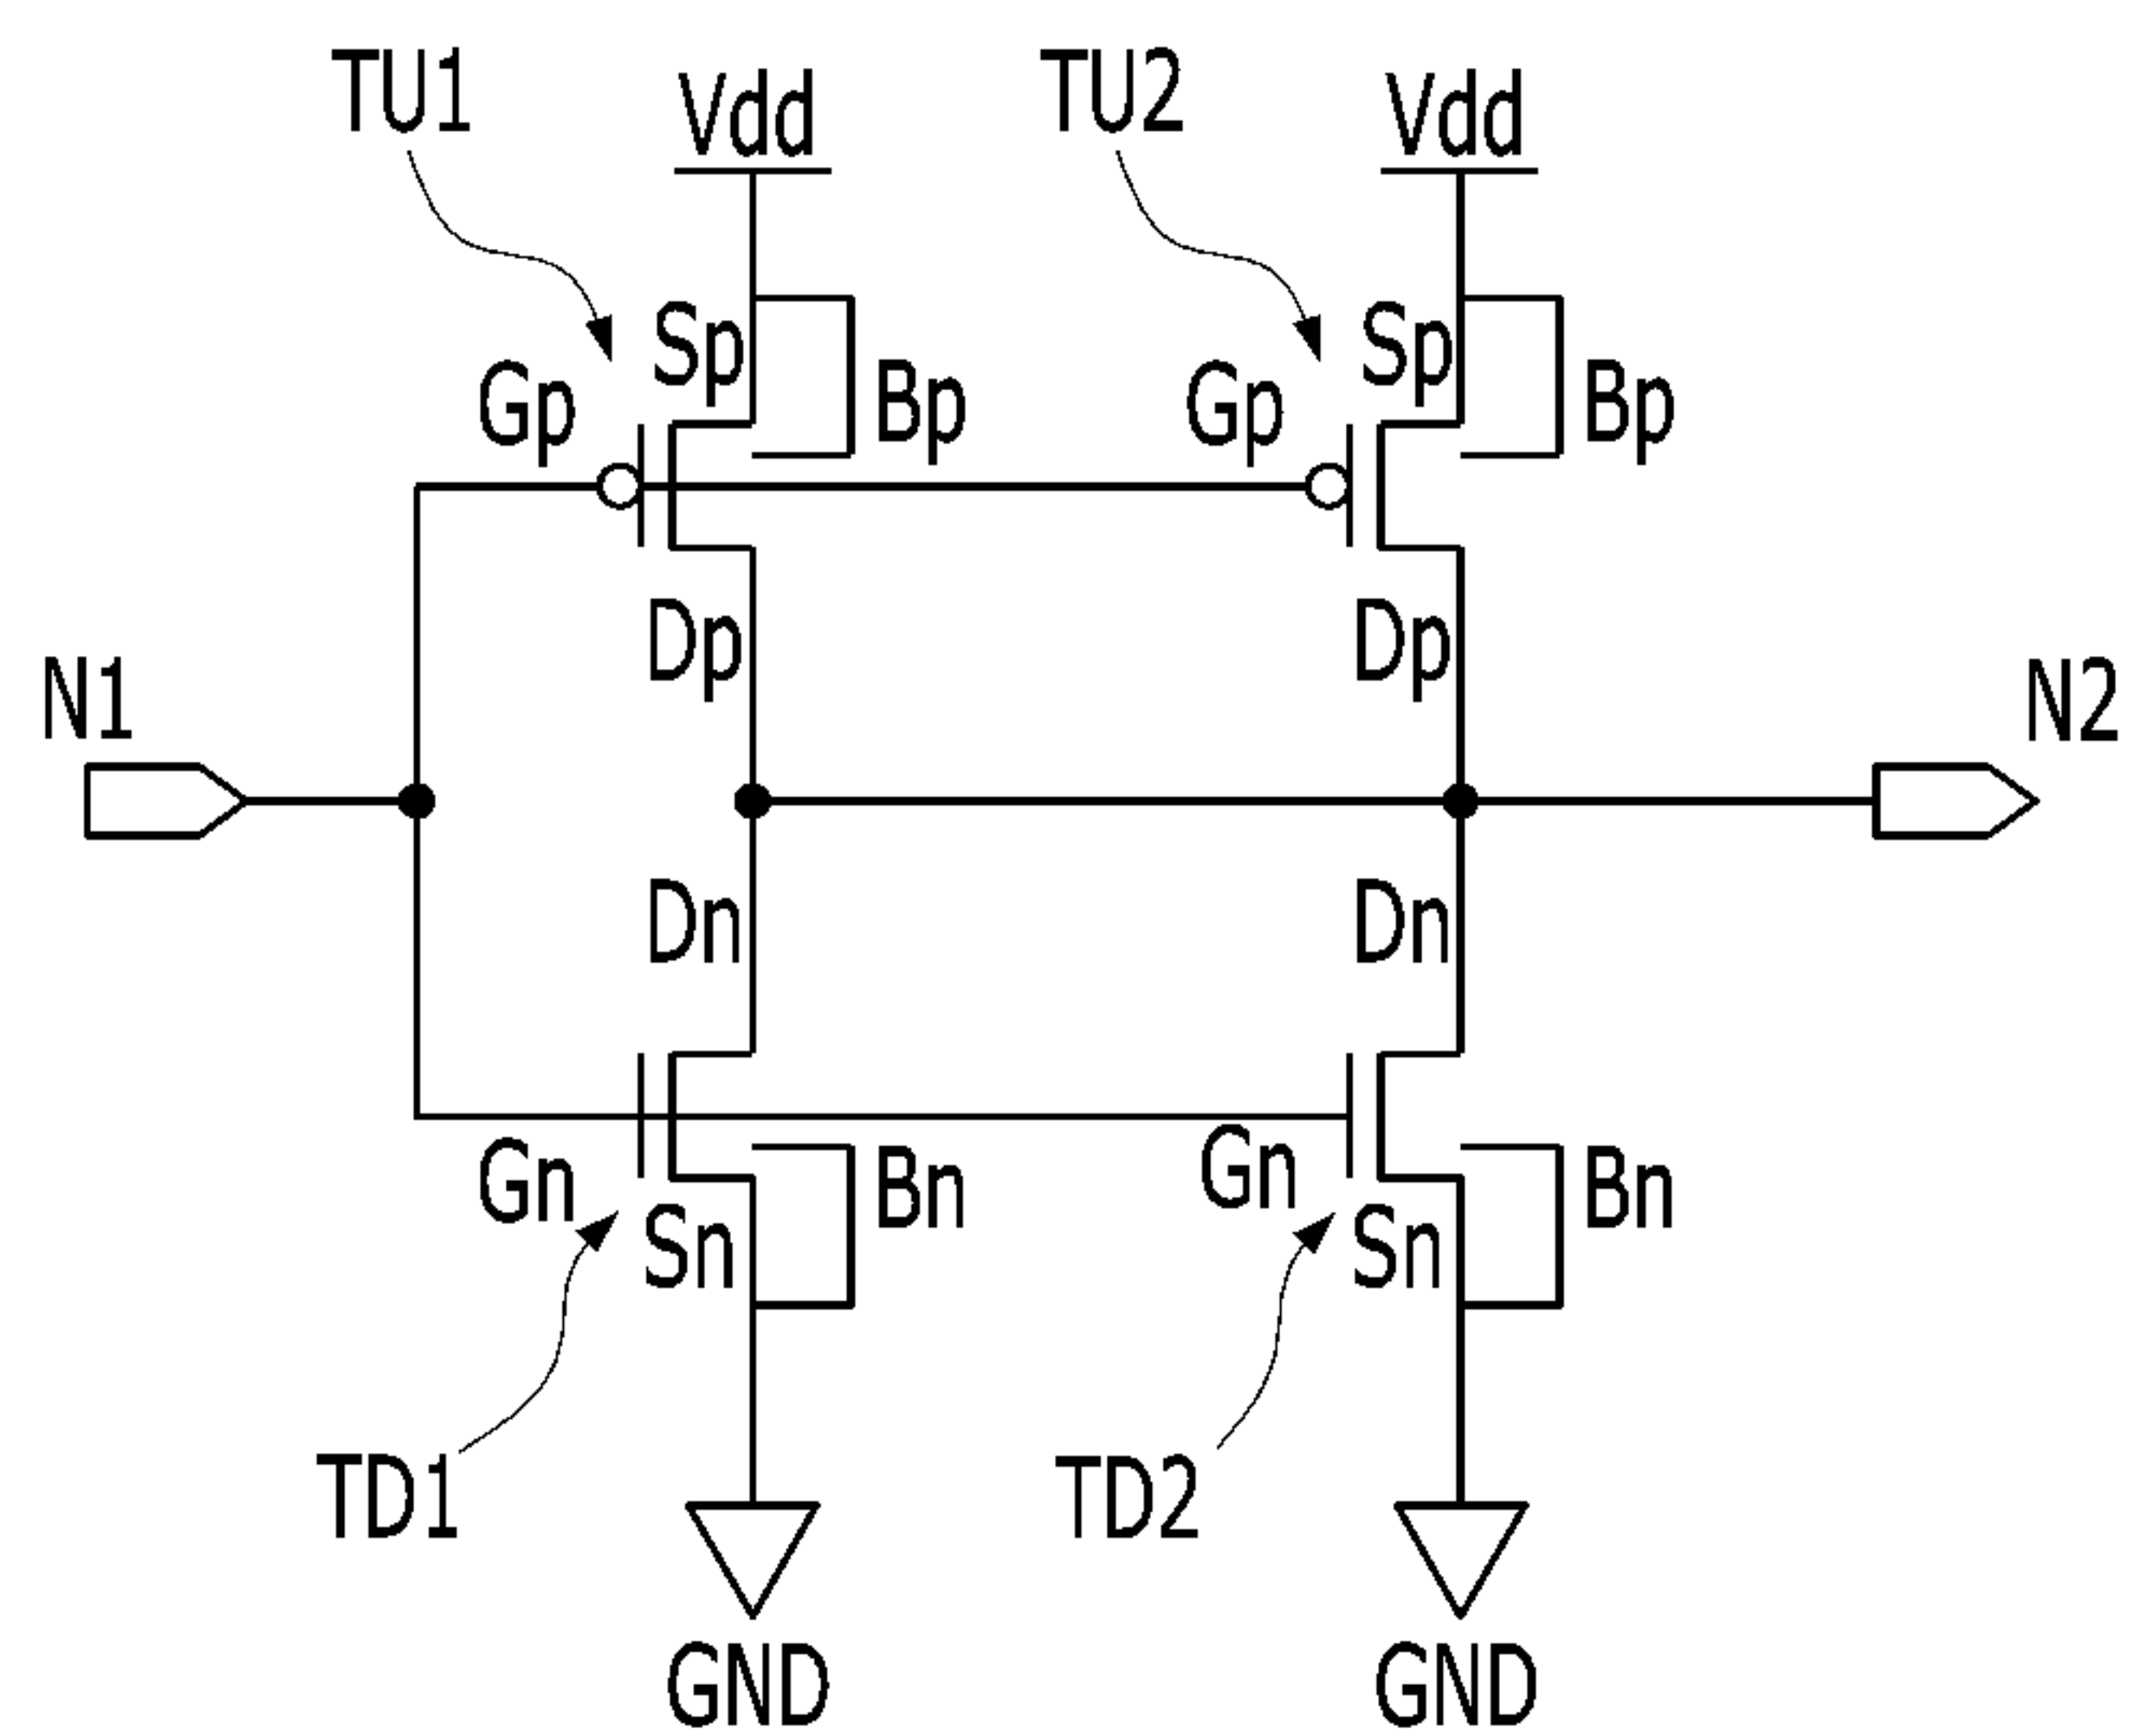 TU1
TU2
Vdd
Vdd
Sp
Sp
Gp
Bp
Gp
Bp
Dp
Dp
N1
N2
Dn
Dn
Gn
Bn
Gn
Bn
Sn
Sn
TD1
TD2
GND
GND